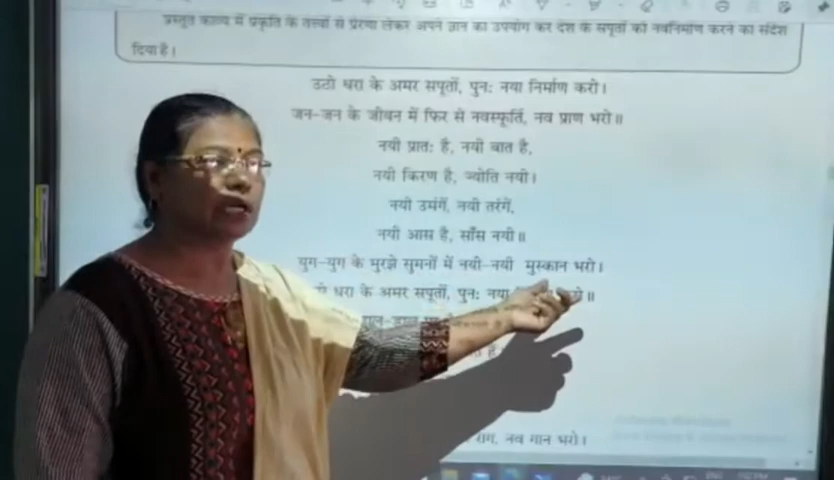 प्रस्तुत काव्य में प्रकृति के तत्त्वों से प्रेरणा लेकर अपने ज्ञान का उपयोग कर देश के सपूतों को नवनिर्माण करने का संदेश
दिया है।
उठो धरा के अमर सपूतों, पुनः नया निर्माण करो।
जन-जन के जीवन में फिर से नवस्फूर्ति, नव प्राण भरो॥
नयी प्रातः है, नयी बात है,
नयी किरण है, ज्योति नयी।
नयी उमंगें, नयी तरंगें,
नयी आस है, साँस नयी॥
युग-युग के मुरझे सुमनों में नयी-नयी मुस्कान भरो।
धरा के अमर सपूतों, पुनः नया
राग, नव गान भरो।